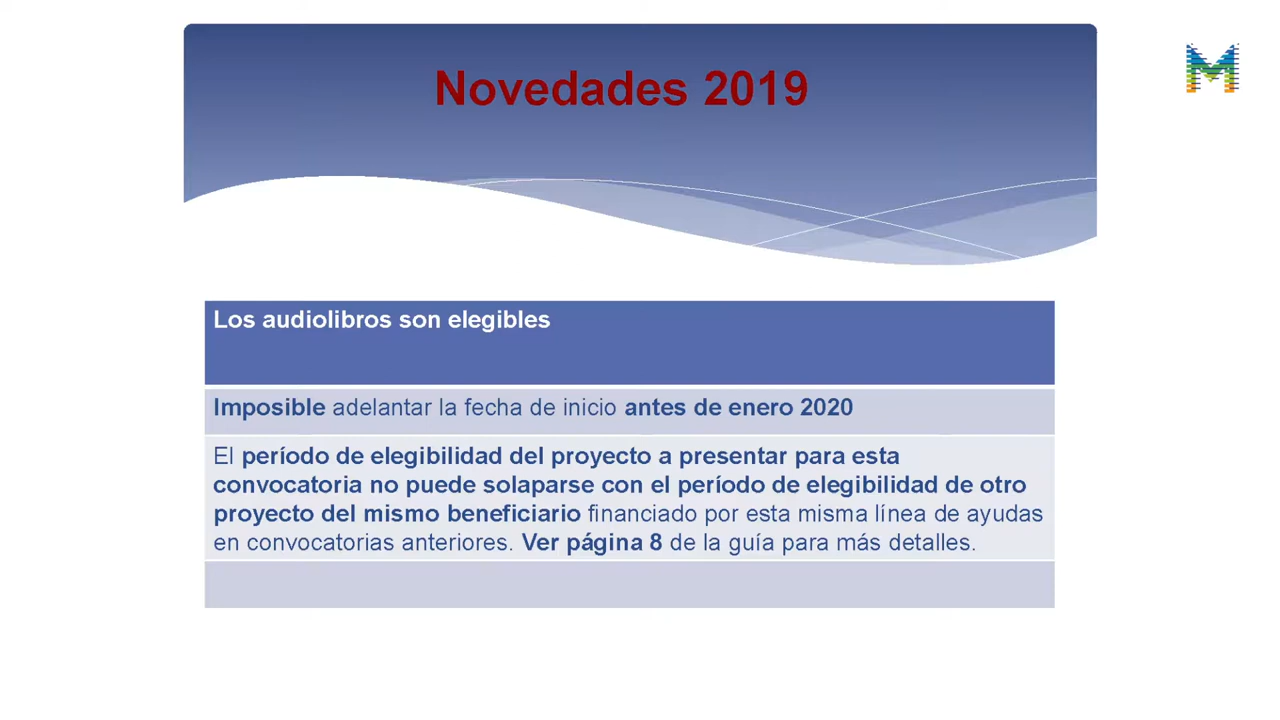 Novedades 2019
Los audiolibros son elegibles
Imposible adelantar la fecha de inicio antes de enero 2020
El período de elegibilidad del proyecto a presentar para esta
convocatoria no puede solaparse con el período de elegibilidad de otro
proyecto del mismo beneficiario financiado por esta misma línea de ayudas
en convocatorias anteriores. Ver página 8 de la guía para más detalles.